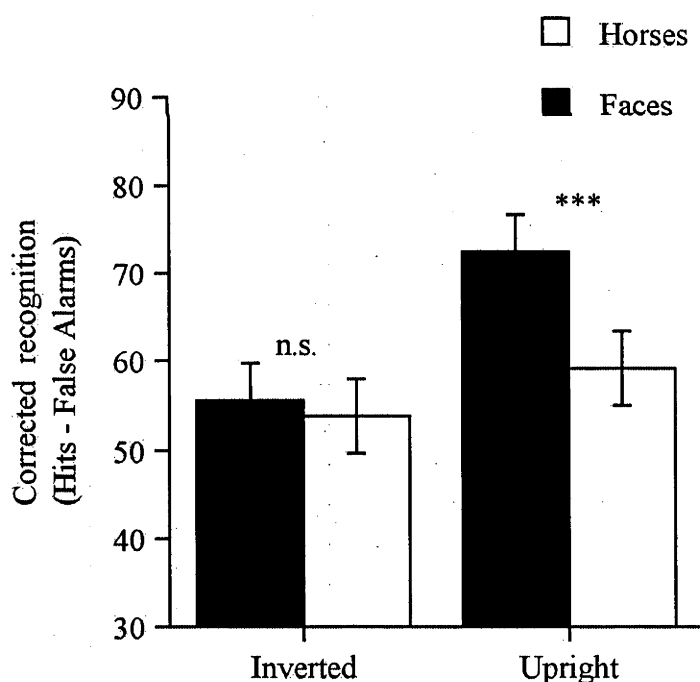 Horses
Faces
90
80
70
60
50
40
30
Corrected recognition
(Hits - False Alarms)
n.s.
***
Inverted
Upright